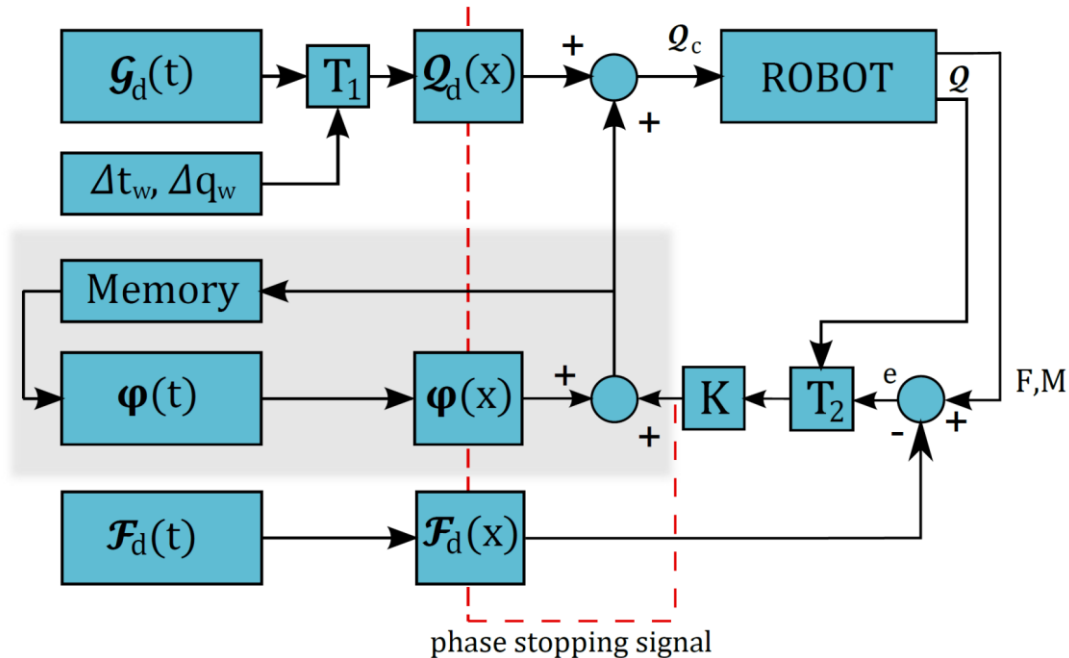 𝓖d(t)
T1
𝓠d(x)
+
+
𝓠c
ROBOT
𝓠
Δtw, Δqw
Memory
φ(t)
φ(x)
+
+
K
T2
e
-
+
F,M
𝓕d(t)
𝓕d(x)
phase stopping signal